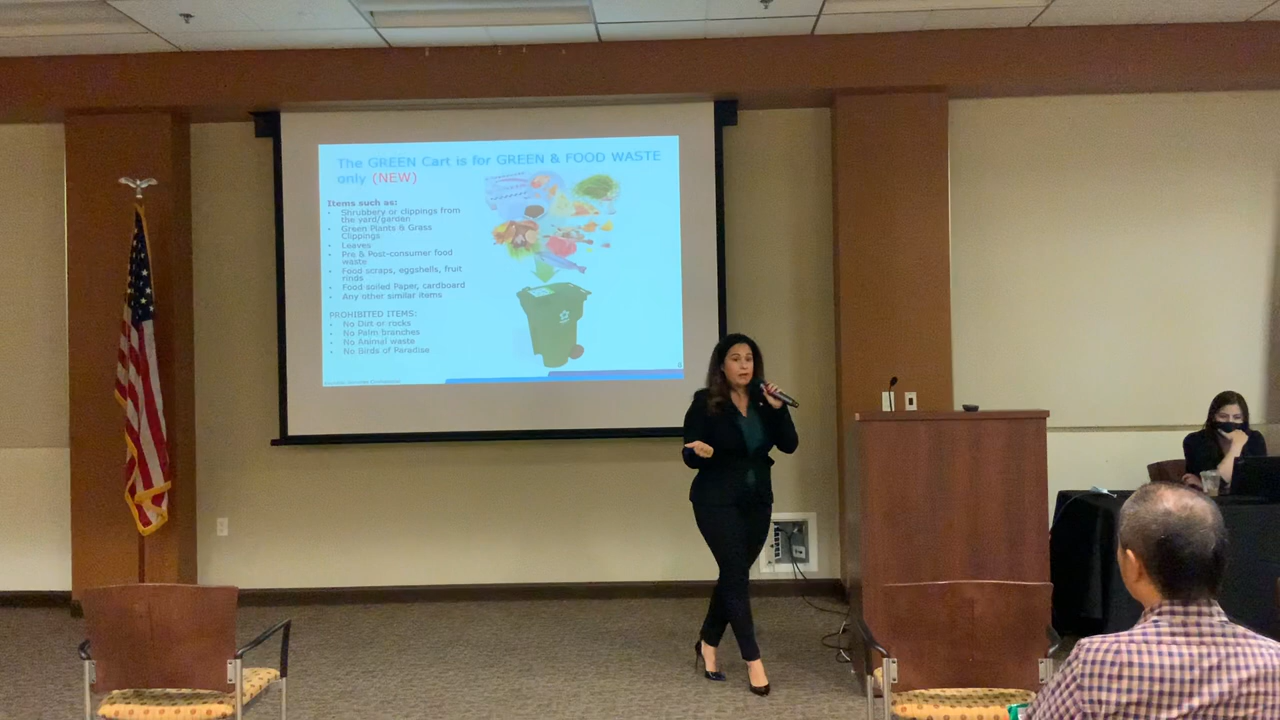 The GREEN Cart is for GREEN & FOOD WASTE
only (NEW)
Items such as:
• Shrubbery or clippings from
the yard/garden
• Green Plants & Grass
Clippings
• Leaves
• Pre & Post-consumer food
waste
• Food scraps, eggshells, fruit
rinds
• Food soiled Paper, cardboard
• Any other similar items
PROHIBITED ITEMS:
• No Dirt or rocks
• No Palm branches
• No Animal waste
• No Birds of Paradise